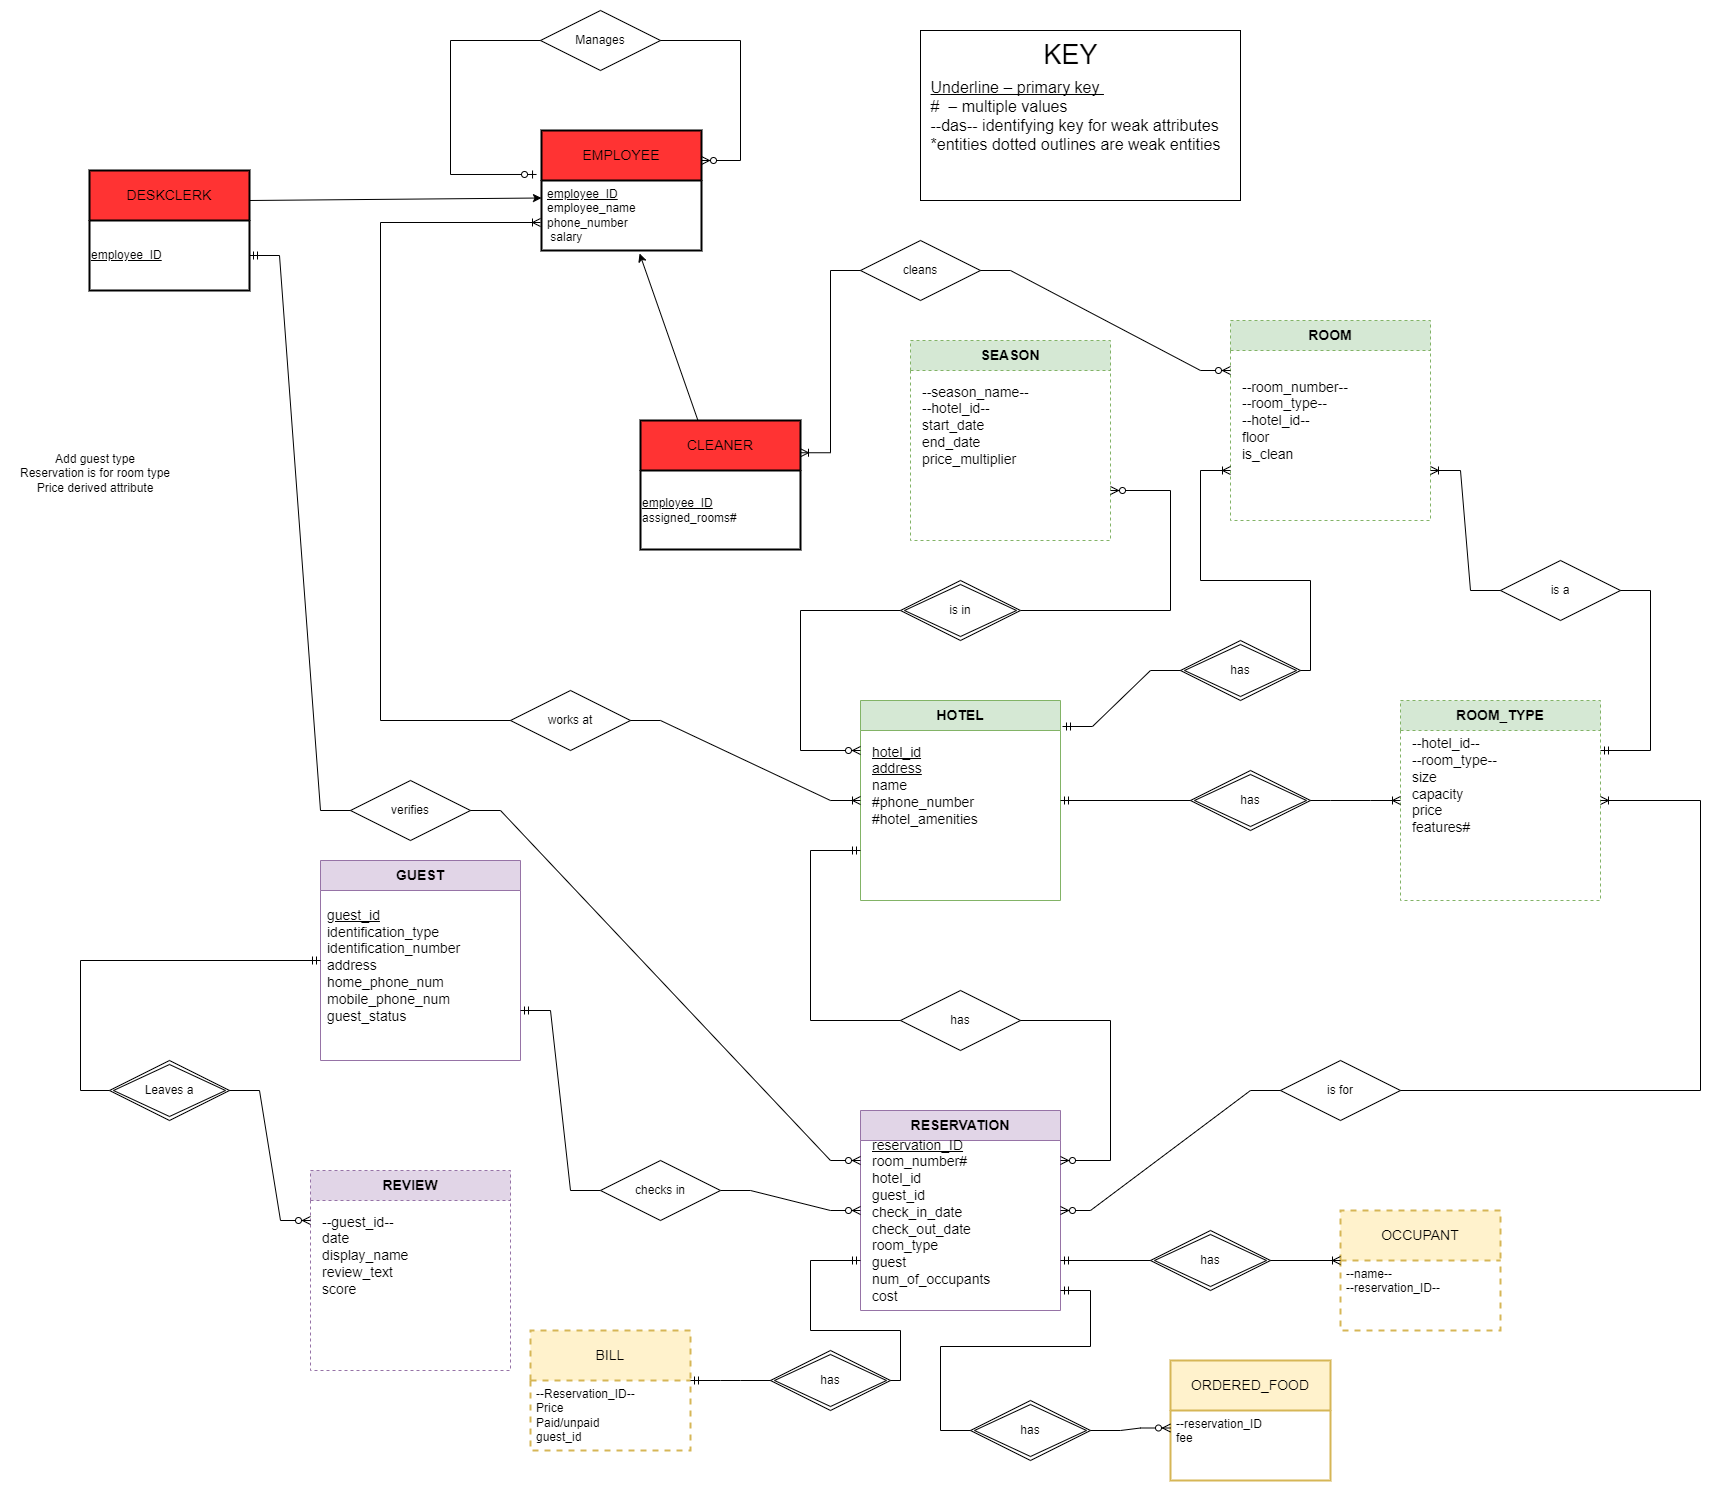 Manages
KEY
Underline – primary key
# – multiple values
--das-- identifying key for weak attributes
*entities dotted outlines are weak entities
EMPLOYEE
employee_ID
employee_name
phone_number
salary
DESKCLERK
employee_ID
cleans
ROOM
--room_number--
--room_type--
--hotel_id--
floor
is_clean
SEASON
--season_name--
--hotel_id--
start_date
end_date
price_multiplier
CLEANER
employee_ID
assigned_rooms#
Add guest type
Reservation is for room type
Price derived attribute
is in
is a
has
works at
HOTEL
hotel_id
address
name
#phone_number
#hotel_amenities
has
ROOM_TYPE
--hotel_id--
--room_type--
size
capacity
price
features#
verifies
GUEST
guest_id
identification_type
identification_number
address
home_phone_num
mobile_phone_num
guest_status
has
Leaves a
is for
REVIEW
--guest_id--
date
display_name
review_text
score
checks in
RESERVATION
reservation_ID
room_number#
hotel_id
guest_id
check_in_date
check_out_date
room_type
guest
num_of_occupants
cost
has
OCCUPANT
--name--
--reservation_ID--
BILL
--Reservation_ID--
Price
Paid/unpaid
guest_id
has
has
ORDERED_FOOD
--reservation_ID
fee